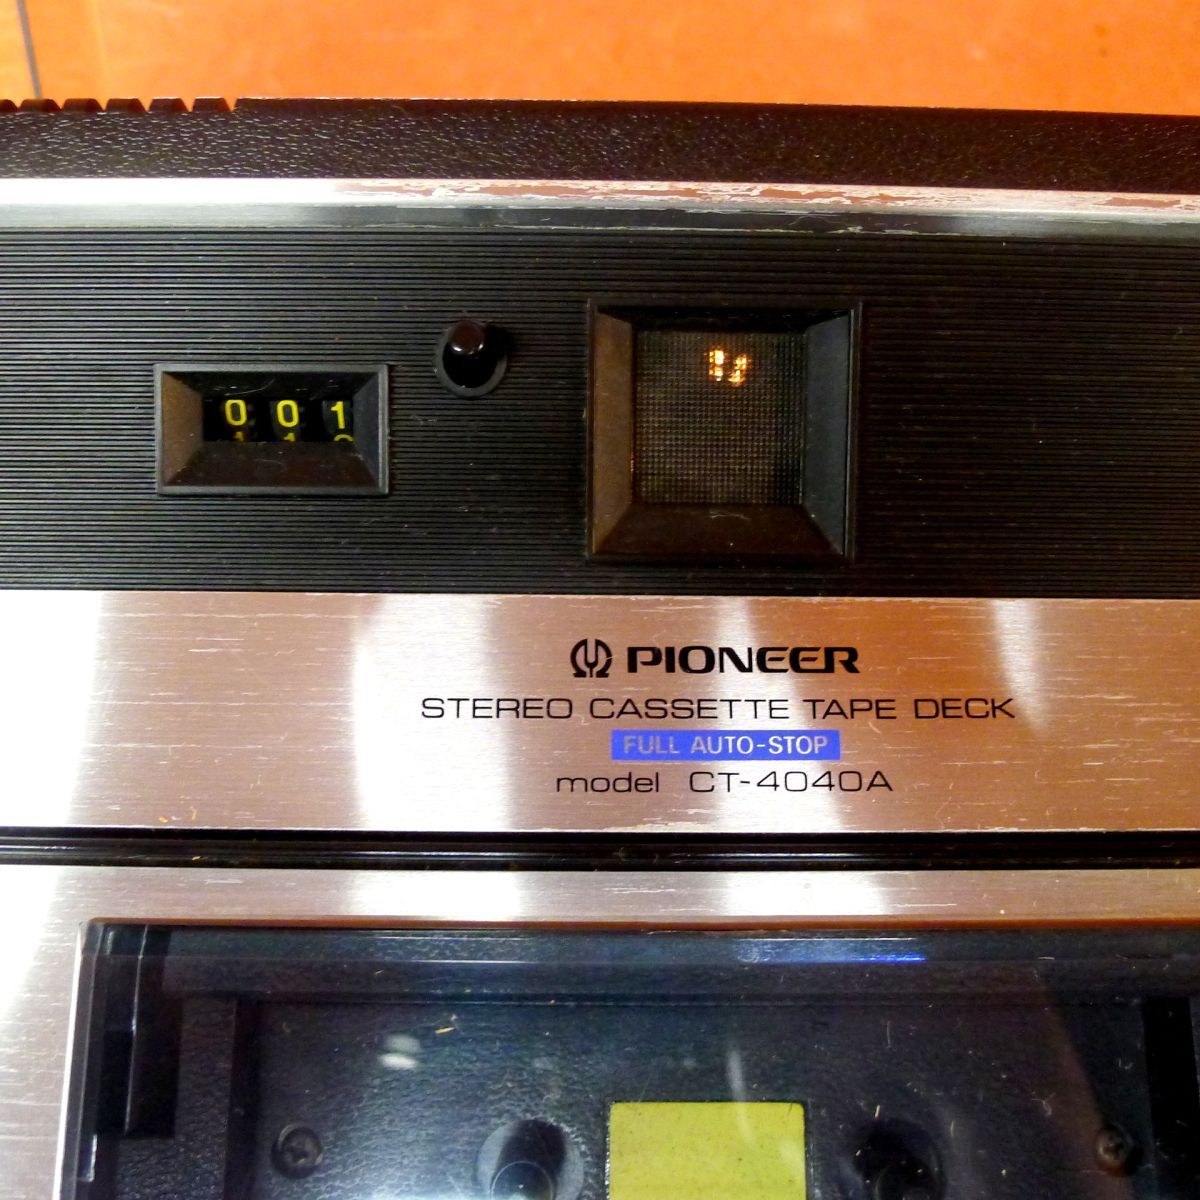 001
PIONEER
STEREO CASSETTE TAPE DECK
FULL AUTO-STOP
model CT-4040A